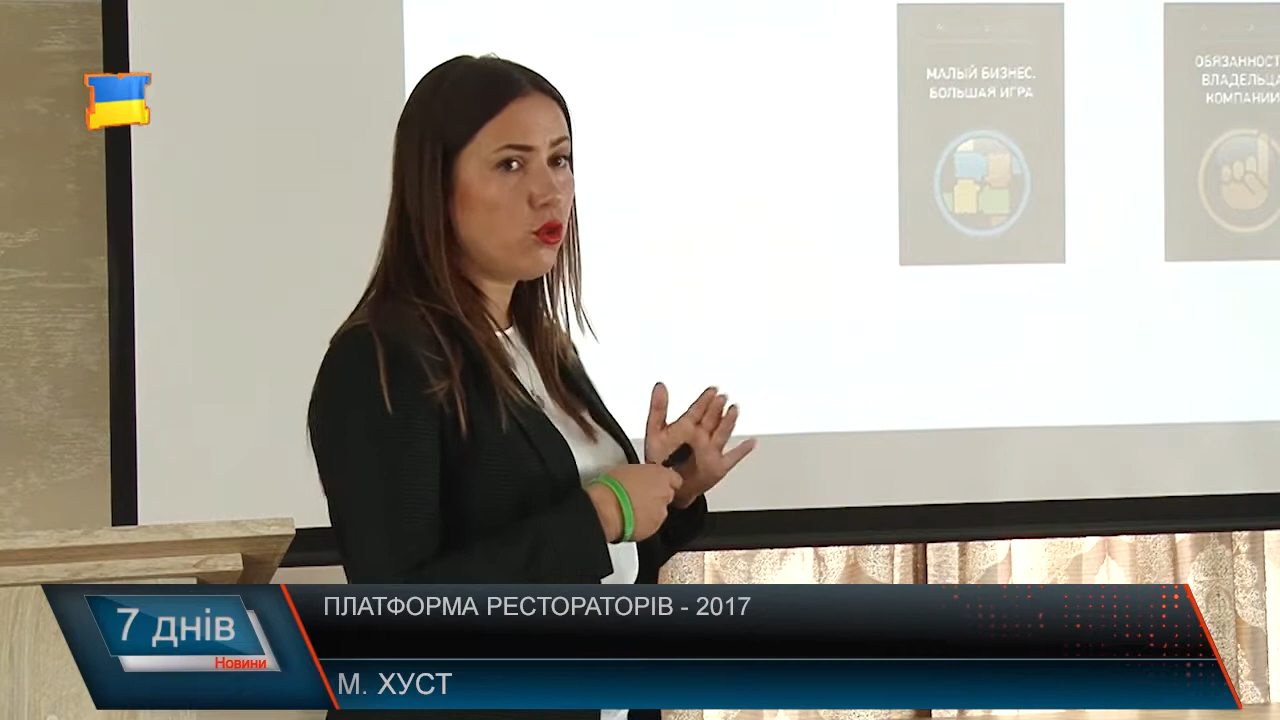 МАЛЫЙ БИЗНЕС.
БОЛЬШАЯ ИГРА
ОБЯЗАННОСТ
ВЛАДЕЛЬЦА
КОМПАНИИ
7 днів
Новини
ПЛАТФОРМА РЕСТОРАТОРІВ - 2017
М. ХУСТ